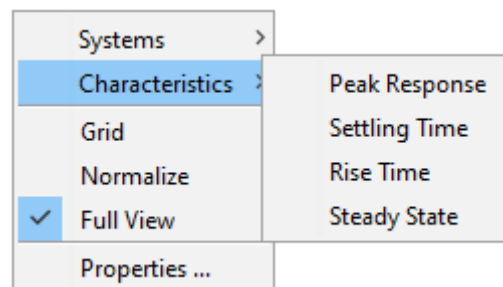 Systems
Characteristics
Grid
Normalize
Full View
Properties ...
Peak Response
Settling Time
Rise Time
Steady State